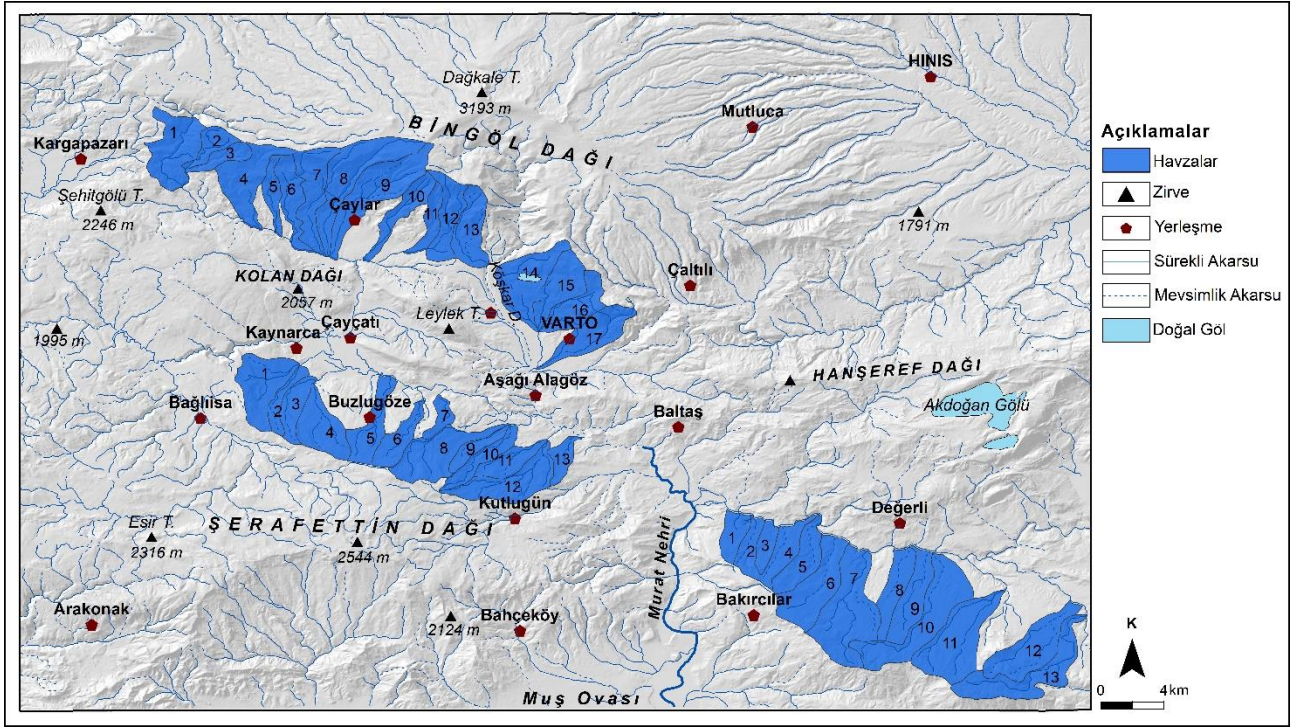 HINIS
Dağkale T.
3193 m
Mutluca
BİNGÖL DAĞI
Kargapazarı
Şehitgölü T.
2246 m
1791 m
1
2
3
4
5
6
7
8
9
10
11
12
13
Çaylar
KOLAN DAĞI
2057 m
Çaltılı
14
15
16
17
Köşkar D.
VARTO
Leylek T.
Çayçatı
Kaynarca
1995 m
HANŞEREF DAĞI
Akdoğan Gölü
Aşağı Alagöz
Bağlıisa
Buzlugöze
Baltaş
1
2
3
4
5
6
7
8
9
10
11
12
13
Kutlugün
Değerli
ŞERAFETTİN DAĞI
Esir T.
2316 m
2544 m
Murat Nehri
1
2
3
4
5
6
7
8
9
10
11
12
13
Arakonak
2124 m
Bahçeköy
Bakırcılar
Muş Ovası
Açıklamalar
Havzalar
Zirve
Yerleşme
Sürekli Akarsu
Mevsimlik Akarsu
Doğal Göl
K
0 4km